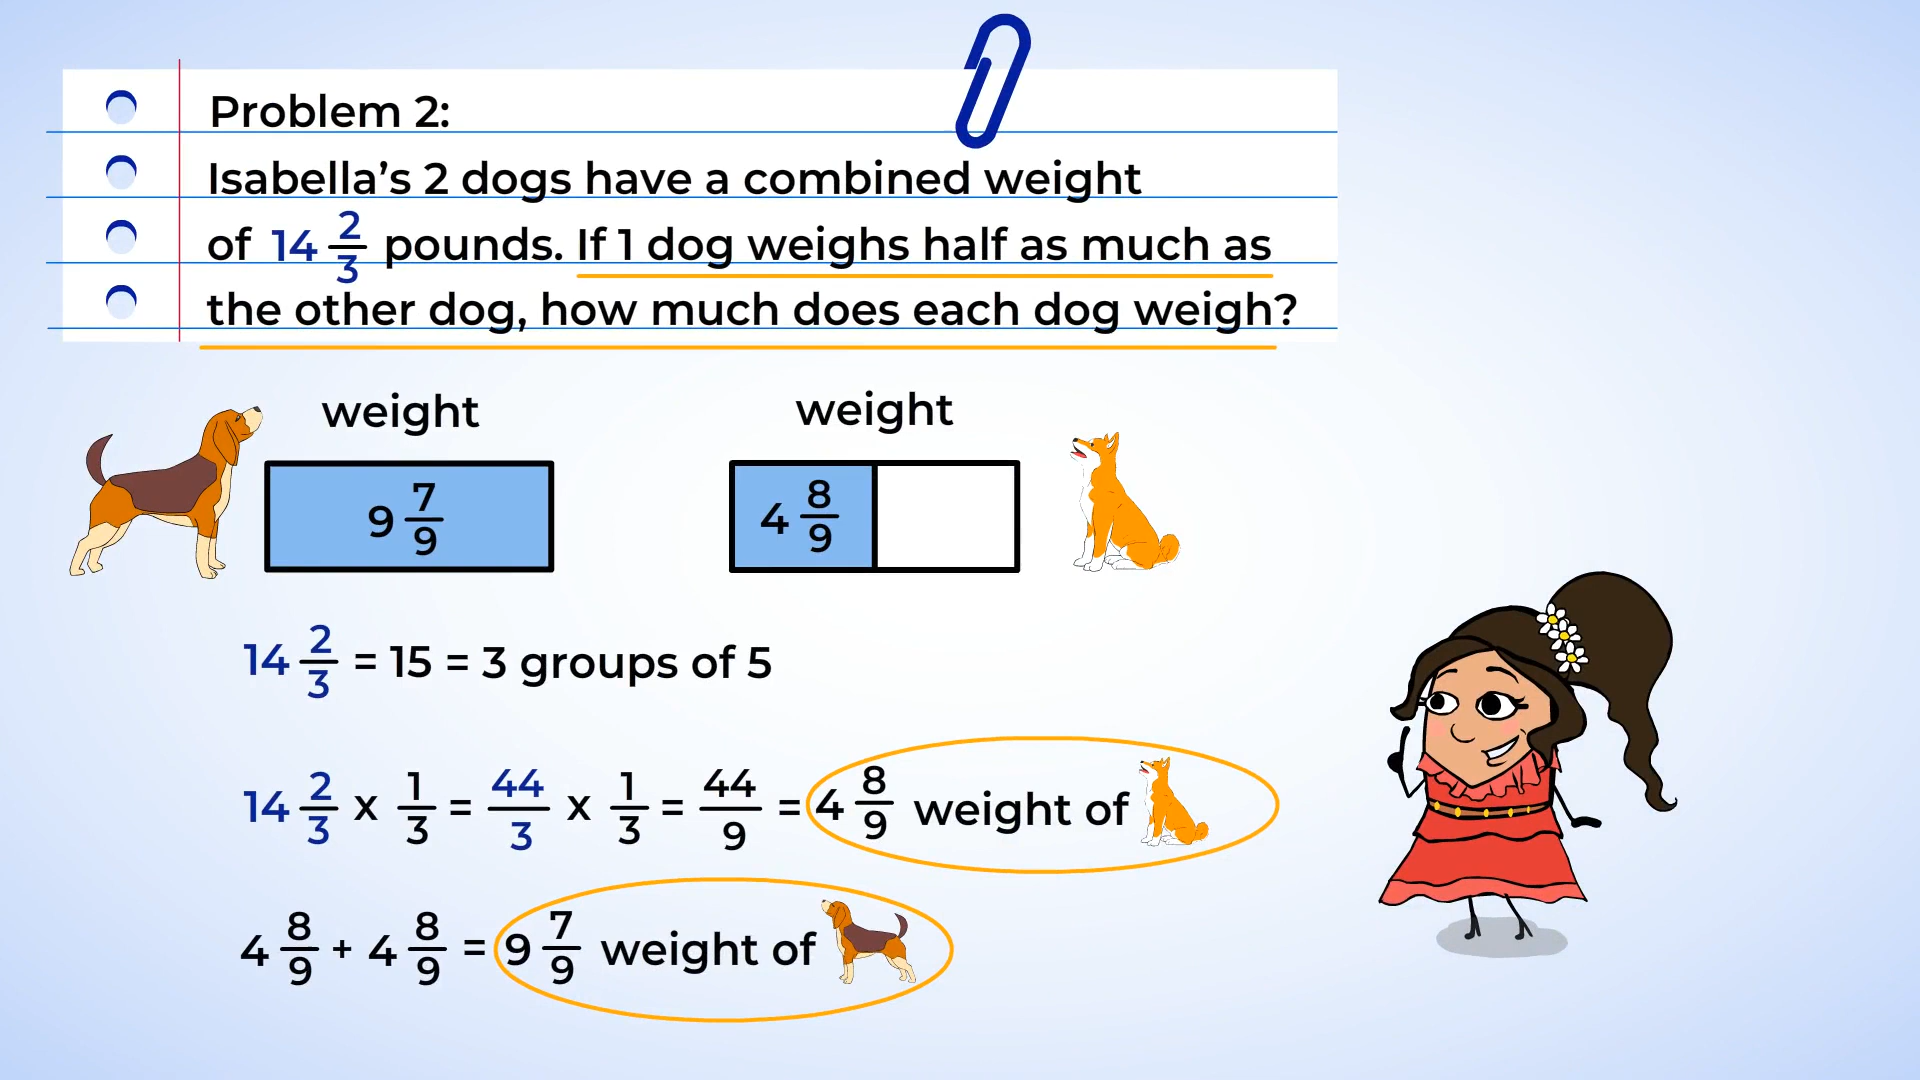 Problem 2:
Isabella’s 2 dogs have a combined weight
of 14 2/3 pounds. If 1 dog weighs half as much as
the other dog, how much does each dog weigh?
weight weight
9 7/9 4 8/9
14 2/3 = 15 = 3 groups of 5
14 2/3 x 1/3 = 44/3 x 1/3 = 44/9 = 4 8/9 weight of
4 8/9 + 4 8/9 = 9 7/9 weight of